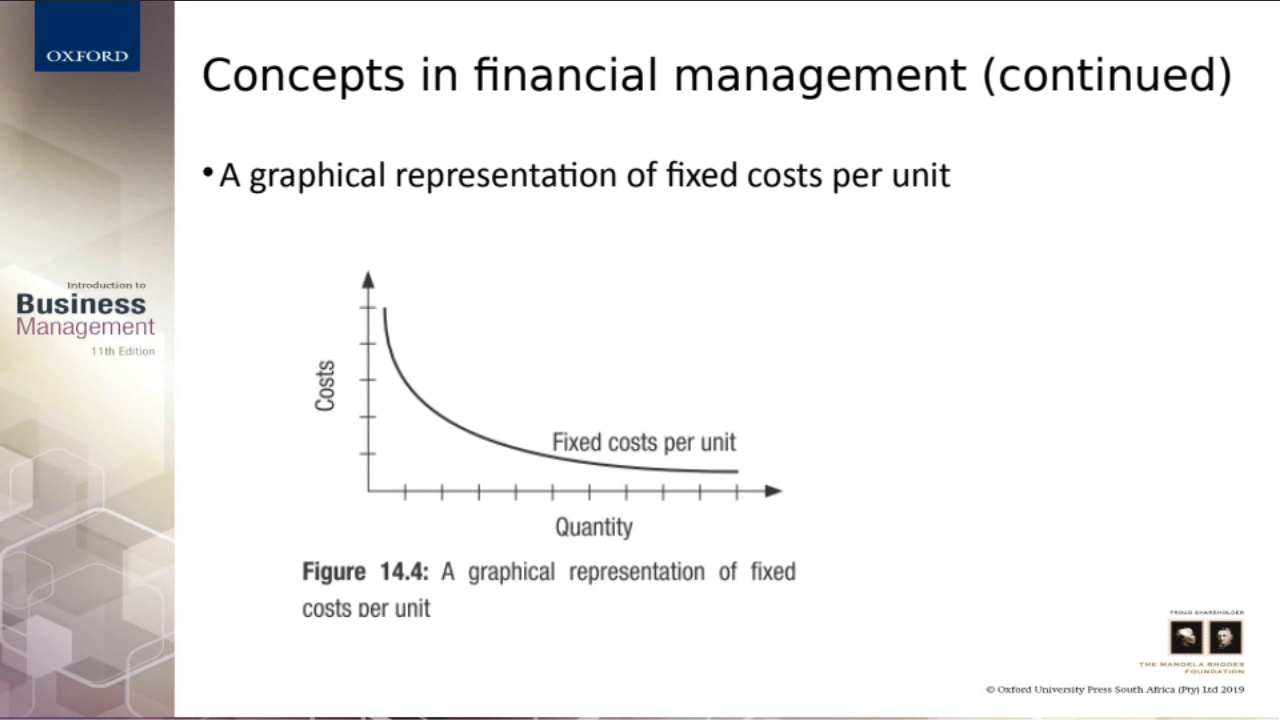 OXFORD
Concepts in financial management (continued)
•A graphical representation of fixed costs per unit
Introduction to
Business
Management
11th Edition
Costs
Fixed costs per unit
Quantity
Figure 14.4: A graphical representation of fixed
costs per unit
PROUD SHAREHOLDER
THE MANDELA RHODES
FOUNDATION
© Oxford University Press South Africa (Pty) Ltd 2019